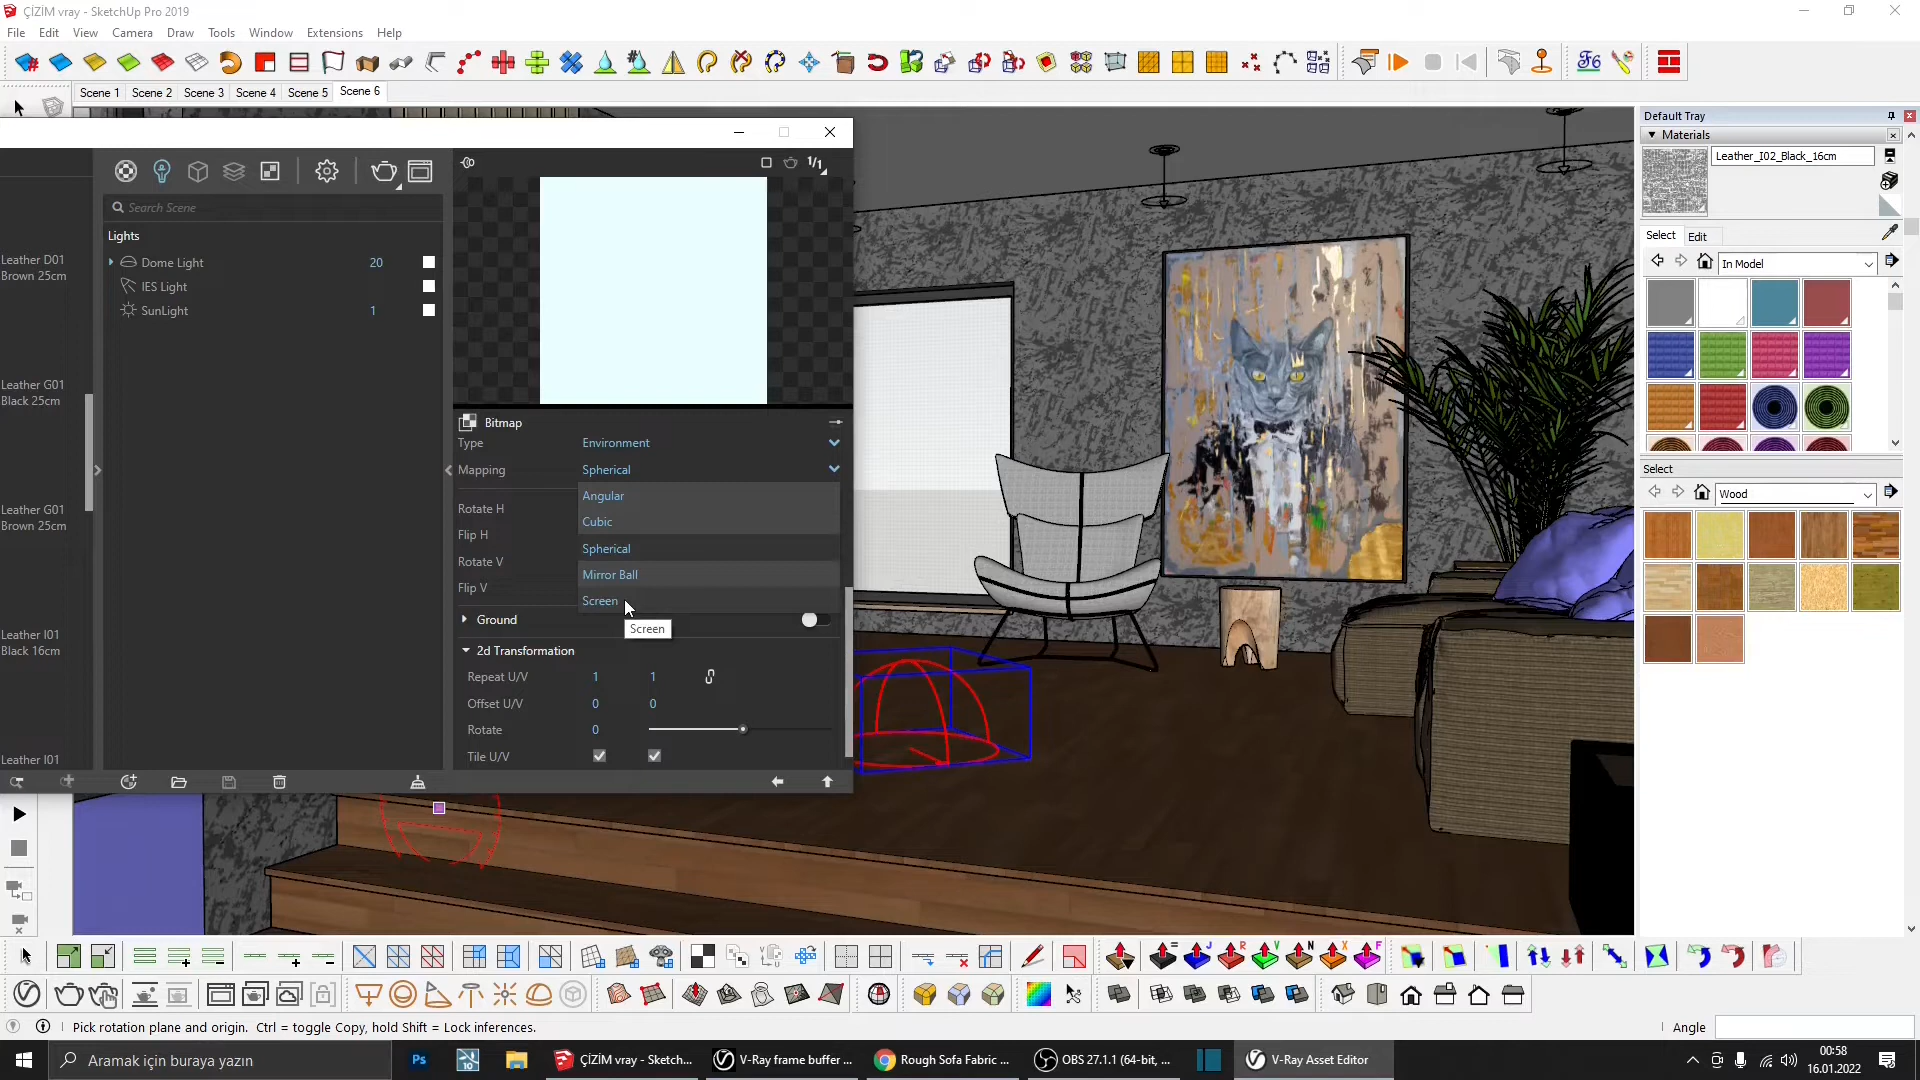 ÇİZİM vray - SketchUp Pro 2019
File Edit View Camera Draw Tools Window Extensions Help
Scene 1 Scene 2 Scene 3 Scene 4 Scene 5 Scene 6
Default Tray
Materials
Leather_I02_Black_16cm
Select Edit
In Model
Select
Wood
1/1
Search Scene
Lights
Dome Light 20
IES Light
SunLight 1
Leather D01
Brown 25cm
Leather G01
Black 25cm
Leather G01
Brown 25cm
Leather I01
Black 16cm
Leather I01
Bitmap
Type Environment
Mapping Spherical
Angular
Rotate H
Cubic
Flip H
Spherical
Rotate V
Mirror Ball
Flip V
Screen
Ground
Screen
2d Transformation
Repeat U/V 1 1
Offset U/V 0 0
Rotate 0
Tile U/V
Pick rotation plane and origin. Ctrl = toggle Copy, hold Shift = Lock inferences.
Angle
Aramak için buraya yazın
Ps
10
ÇİZİM vray - Sketch...
V-Ray frame buffer ...
Rough Sofa Fabric ...
OBS 27.1.1 (64-bit, ...
V-Ray Asset Editor
00:58
16.01.2022